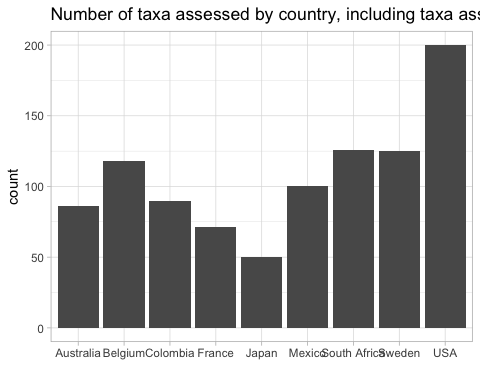 Number of taxa assessed by country, including taxa ass
count
200
150
100
50
0
Australia Belgium Colombia France Japan Mexico South Africa Sweden USA